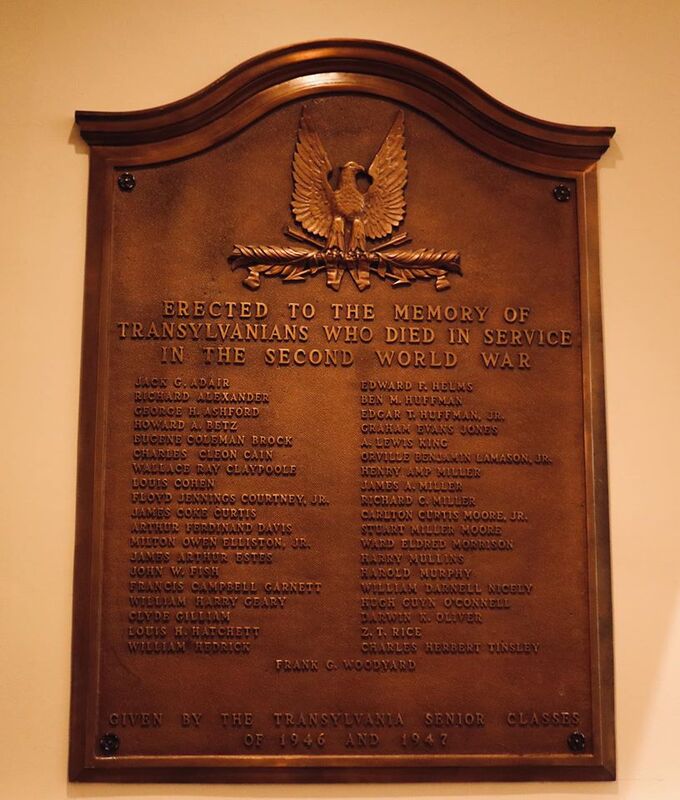 ERECTED TO THE MEMORY OF
TRANSYLVANIANS WHO DIED IN SERVICE
IN THE SECOND WORLD WAR
JACK G. ADAIR
RICHARD ALEXANDER
GEORGE H. ASHFORD
HOWARD A. BETZ
EUGENE COLEMAN BROCK
CHARLES CLEON CAIN
WALLACE RAY CLAYPOOLE
LOUIS COHEN
FLOYD JENNINGS COURTNEY, JR.
JAMES COKE CURTIS
ARTHUR FERDINAND DAVIS
MILTON OWEN ELLISTON, JR.
JAMES ARTHUR ESTES
JOHN W. FISH
FRANCIS CAMPBELL GARNETT
WILLIAM HARRY GEARY
CLYDE GILLIAM
LOUIS H. HATCHETT
WILLIAM HEDRICK
EDWARD F. HELMS
BEN M. HUFFMAN
EDGAR T. HUFFMAN, JR.
GRAHAM EVANS JONES
A. LEWIS KING
ORVILLE BENJAMIN LAMASON, JR.
HENRY AMP MILLER
JAMES A. MILLER
RICHARD G. MILLER
CARLTON CURTIS MOORE, JR.
STUART MILLER MOORE
WARD ELDRED MORRISON
HARRY MULLINS
HAROLD MURPHY
WILLIAM DARNELL NICELY
HUGH GUYN O'CONNELL
DARWIN K. OLIVER
Z. T. RICE
CHARLES HERBERT TINSLEY
FRANK G. WOODYARD
GIVEN BY THE TRANSYLVANIA SENIOR CLASSES
OF 1946 AND 1947